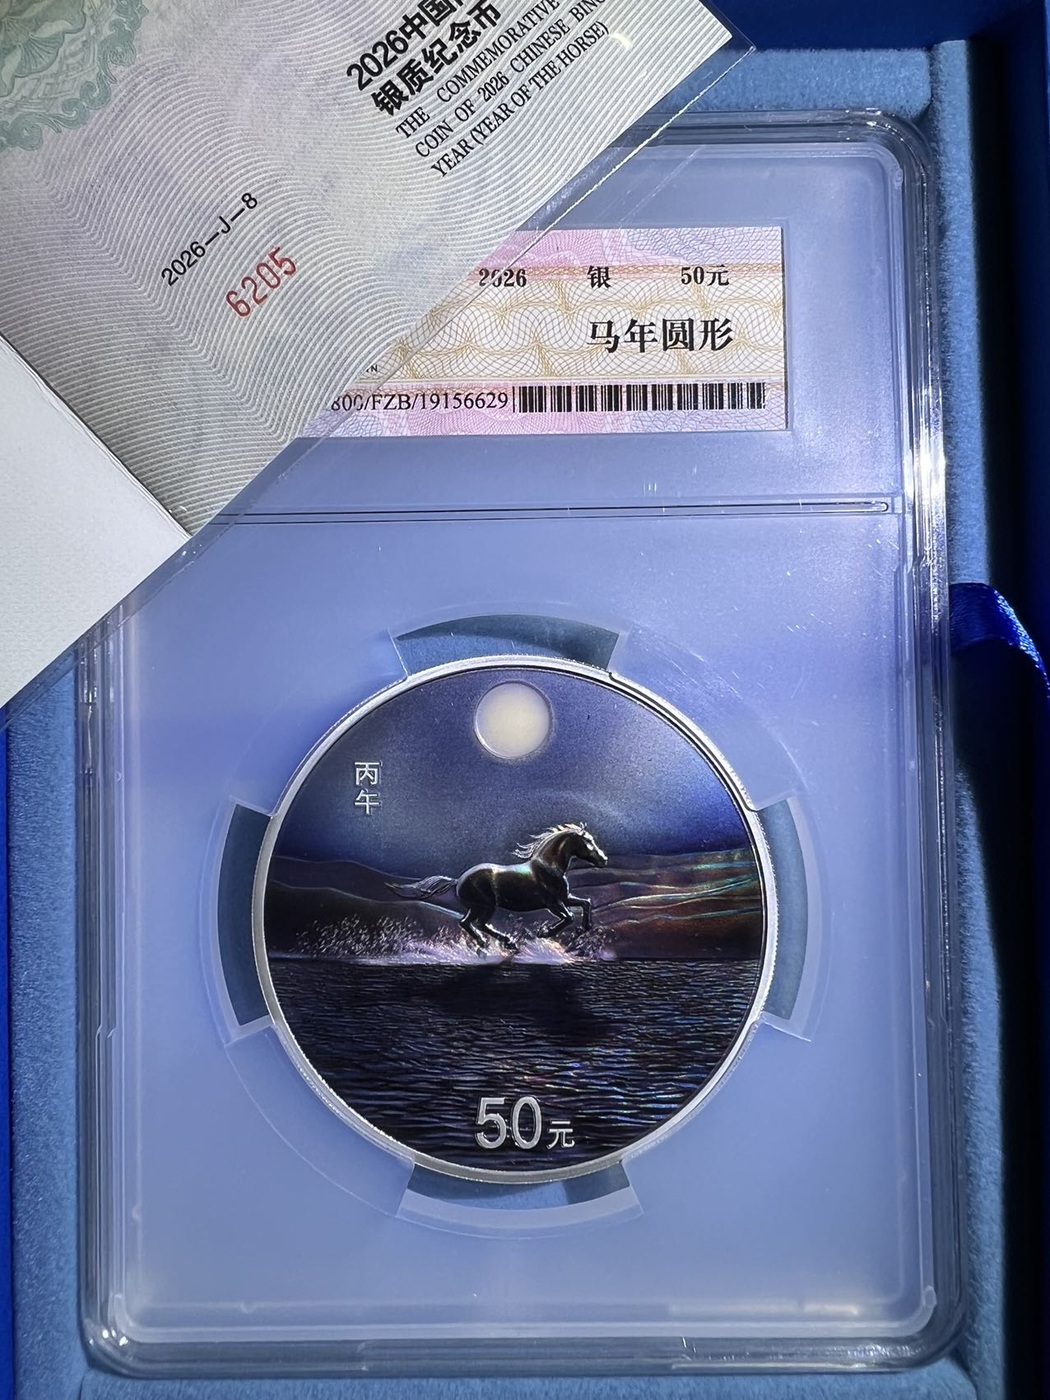 2026中国
银质纪念币
THE COMMEMORATIVE
COIN OF 2026 CHINESE BING
YEAR (YEAR OF THE HORSE)
2026—J—8
6205
2026 银 50元
马年圆形
800/FZB/19156629
丙
午
50元